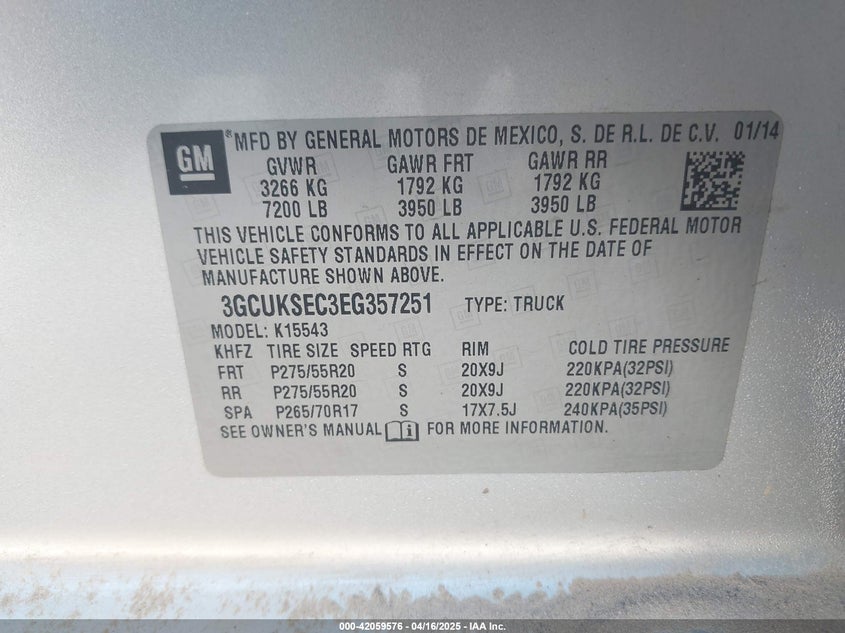 GM ® MFD BY GENERAL MOTORS DE MEXICO, S. DE R.L. DE C.V. 01/14
GVWR GAWR FRT GAWR RR
3266 KG 1792 KG 1792 KG
7200 LB 3950 LB 3950 LB
THIS VEHICLE CONFORMS TO ALL APPLICABLE U.S. FEDERAL MOTOR
VEHICLE SAFETY STANDARDS IN EFFECT ON THE DATE OF
MANUFACTURE SHOWN ABOVE.
3GCUKSEC3EG357251 TYPE: TRUCK
MODEL: K15543
KHFZ TIRE SIZE SPEED RTG RIM COLD TIRE PRESSURE
FRT P275/55R20 S 20X9J 220KPA(32PSI)
RR P275/55R20 S 20X9J 220KPA(32PSI)
SPA P265/70R17 S 17X7.5J 240KPA(35PSI)
SEE OWNER'S MANUAL FOR MORE INFORMATION.
000-42059576 - 04/16/2025 - IAA Inc.